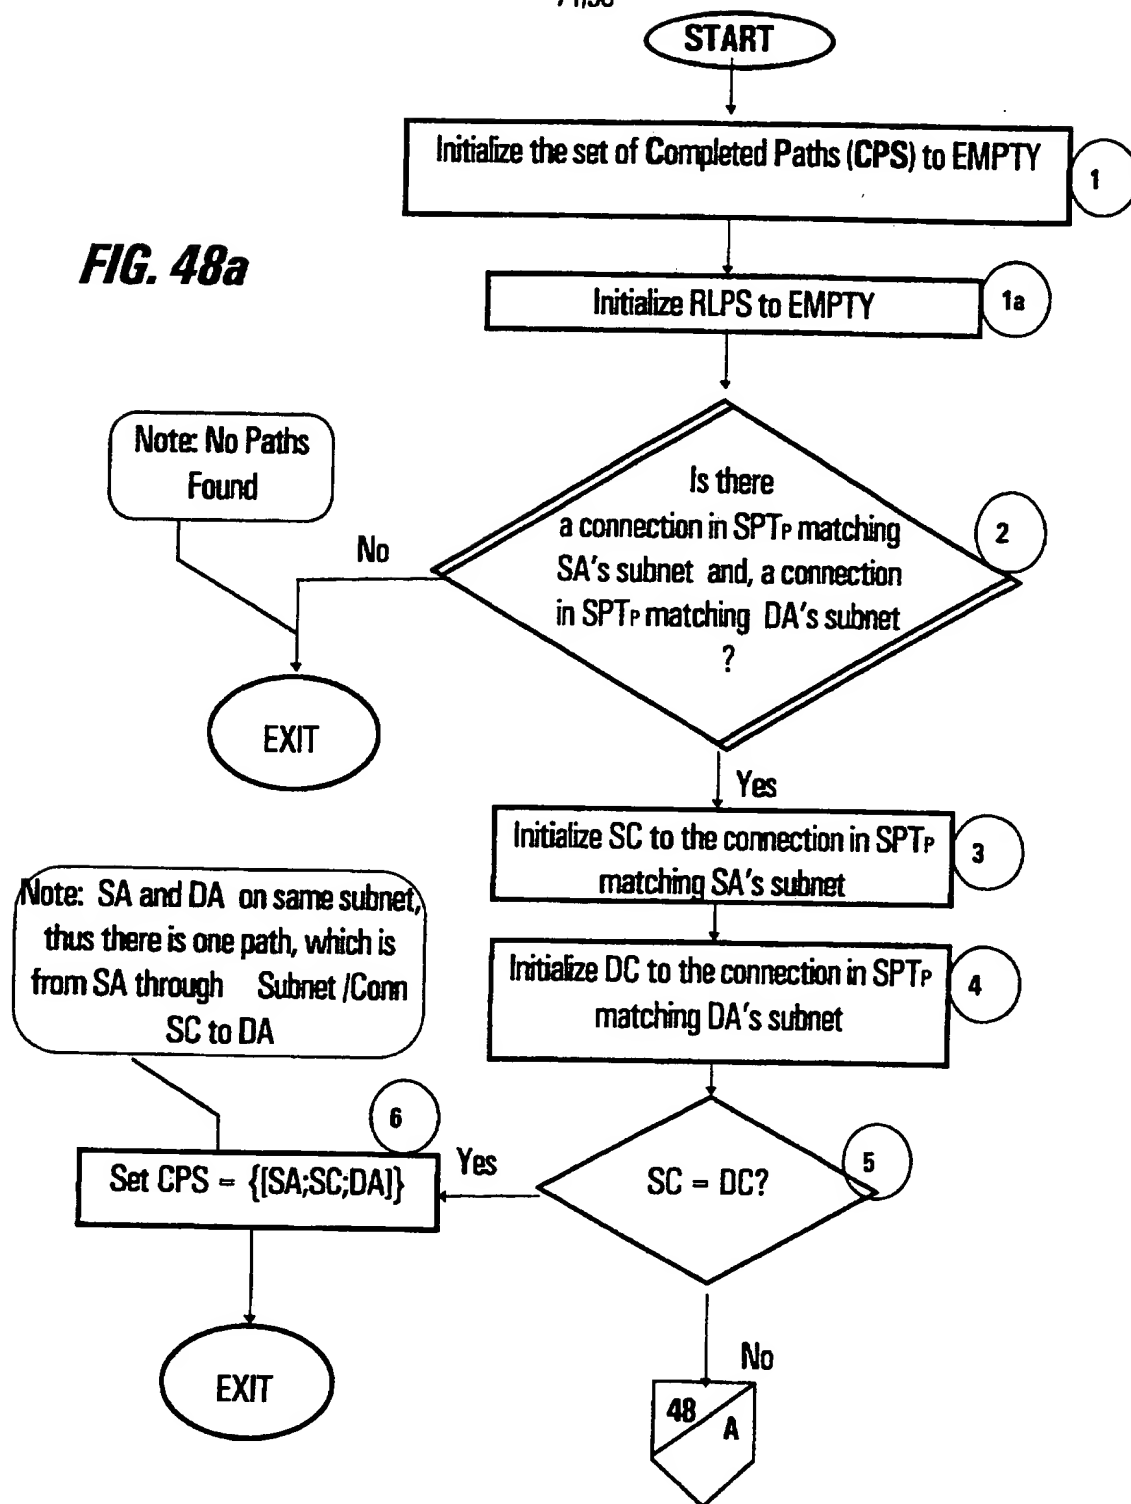 START
Initialize the set of Completed Paths (CPS) to EMPTY
1
FIG. 48a
Initialize RLPS to EMPTY
1a
Note: No Paths
Found
Is there
a connection in SPTP matching
SA's subnet and, a connection
in SPTP matching DA's subnet
?
2
No
EXIT
Yes
Initialize SC to the connection in SPTP
matching SA's subnet
3
Note: SA and DA on same subnet,
thus there is one path, which is
from SA through Subnet /Conn
SC to DA
Initialize DC to the connection in SPTP
matching DA's subnet
4
6
Set CPS = {[SA;SC;DA]}
Yes
SC = DC?
5
EXIT
No
48
A